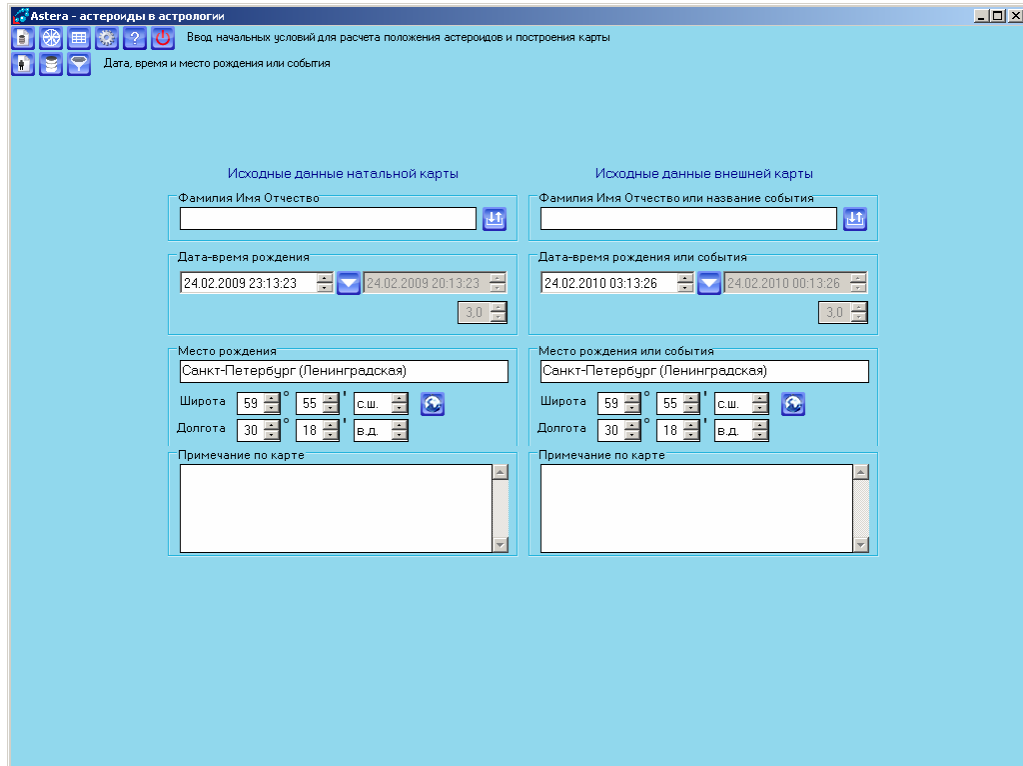 Astera - астероиды в астрологии
Ввод начальных условий для расчета положения астероидов и построения карты
Дата, время и место рождения или события
Исходные данные натальной карты
Исходные данные внешней карты
Фамилия Имя Отчество
Фамилия Имя Отчество или название события
Дата-время рождения
Дата-время рождения или события
24.02.2009 23:13:23
24.02.2009 20:13:23
24.02.2010 03:13:26
24.02.2010 00:13:26
3,0
3,0
Место рождения
Место рождения или события
Санкт-Петербург (Ленинградская)
Санкт-Петербург (Ленинградская)
Широта 59 ° 55 ' с.ш.
Широта 59 ° 55 ' с.ш.
Долгота 30 ° 18 ' в.д.
Долгота 30 ° 18 ' в.д.
Примечание по карте
Примечание по карте